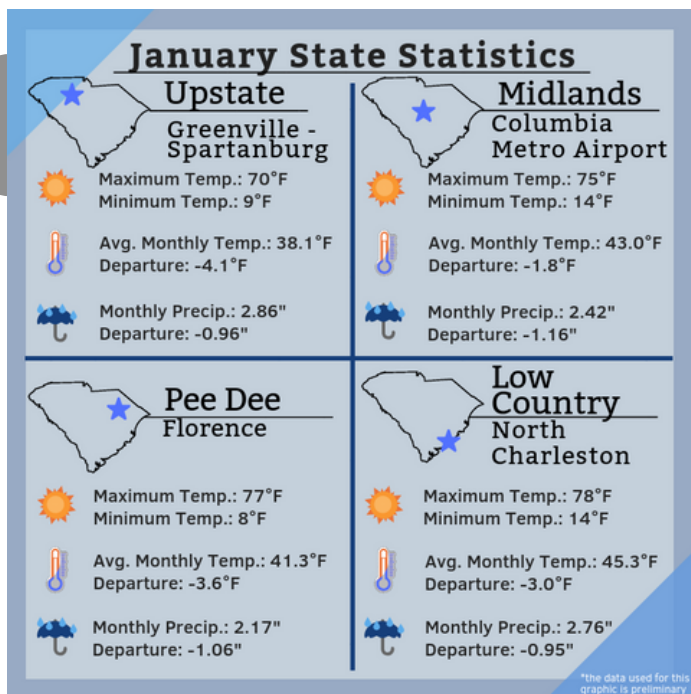 January State Statistics
Upstate
Greenville -
Spartanburg
Maximum Temp.: 70°F
Minimum Temp.: 9°F
Avg. Monthly Temp.: 38.1°F
Departure: -4.1°F
Monthly Precip.: 2.86"
Departure: -0.96"
Midlands
Columbia
Metro Airport
Maximum Temp.: 75°F
Minimum Temp.: 14°F
Avg. Monthly Temp.: 43.0°F
Departure: -1.8°F
Monthly Precip.: 2.42"
Departure: -1.16"
Pee Dee
Florence
Maximum Temp.: 77°F
Minimum Temp.: 8°F
Avg. Monthly Temp.: 41.3°F
Departure: -3.6°F
Monthly Precip.: 2.17"
Departure: -1.06"
Low
Country
North
Charleston
Maximum Temp.: 78°F
Minimum Temp.: 14°F
Avg. Monthly Temp.: 45.3°F
Departure: -3.0°F
Monthly Precip.: 2.76"
Departure: -0.95"
*the data used for this
graphic is preliminary